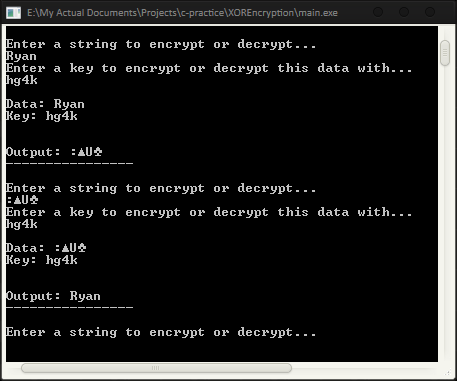 E:\My Actual Documents\Projects\c-practice\XOREncryption\main.exe
Enter a string to encrypt or decrypt...
Ryan
Enter a key to encrypt or decrypt this data with...
hg4k
Data: Ryan
Key: hg4k
Output: :▲U♣
----------------
Enter a string to encrypt or decrypt...
:▲U♣
Enter a key to encrypt or decrypt this data with...
hg4k
Data: :▲U♣
Key: hg4k
Output: Ryan
----------------
Enter a string to encrypt or decrypt...